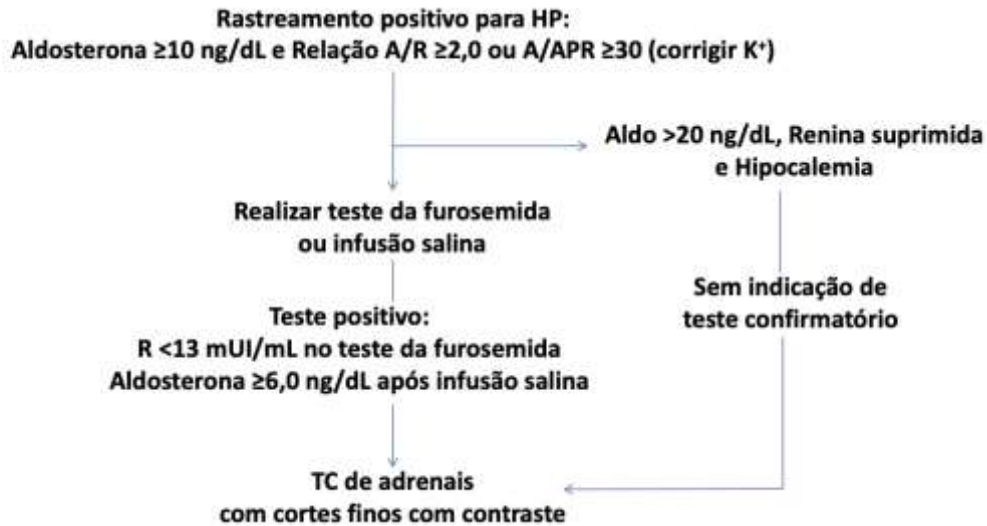 Rastreamento positivo para HP:
Aldosterona ≥10 ng/dL e Relação A/R ≥2,0 ou A/APR ≥30 (corrigir K⁺)
Aldo >20 ng/dL, Renina suprimida
e Hipocalemia
Realizar teste da furosemida
ou infusão salina
Sem indicação de
teste confirmatório
Teste positivo:
R <13 mUI/mL no teste da furosemida
Aldosterona ≥6,0 ng/dL após infusão salina
TC de adrenais
com cortes finos com contraste